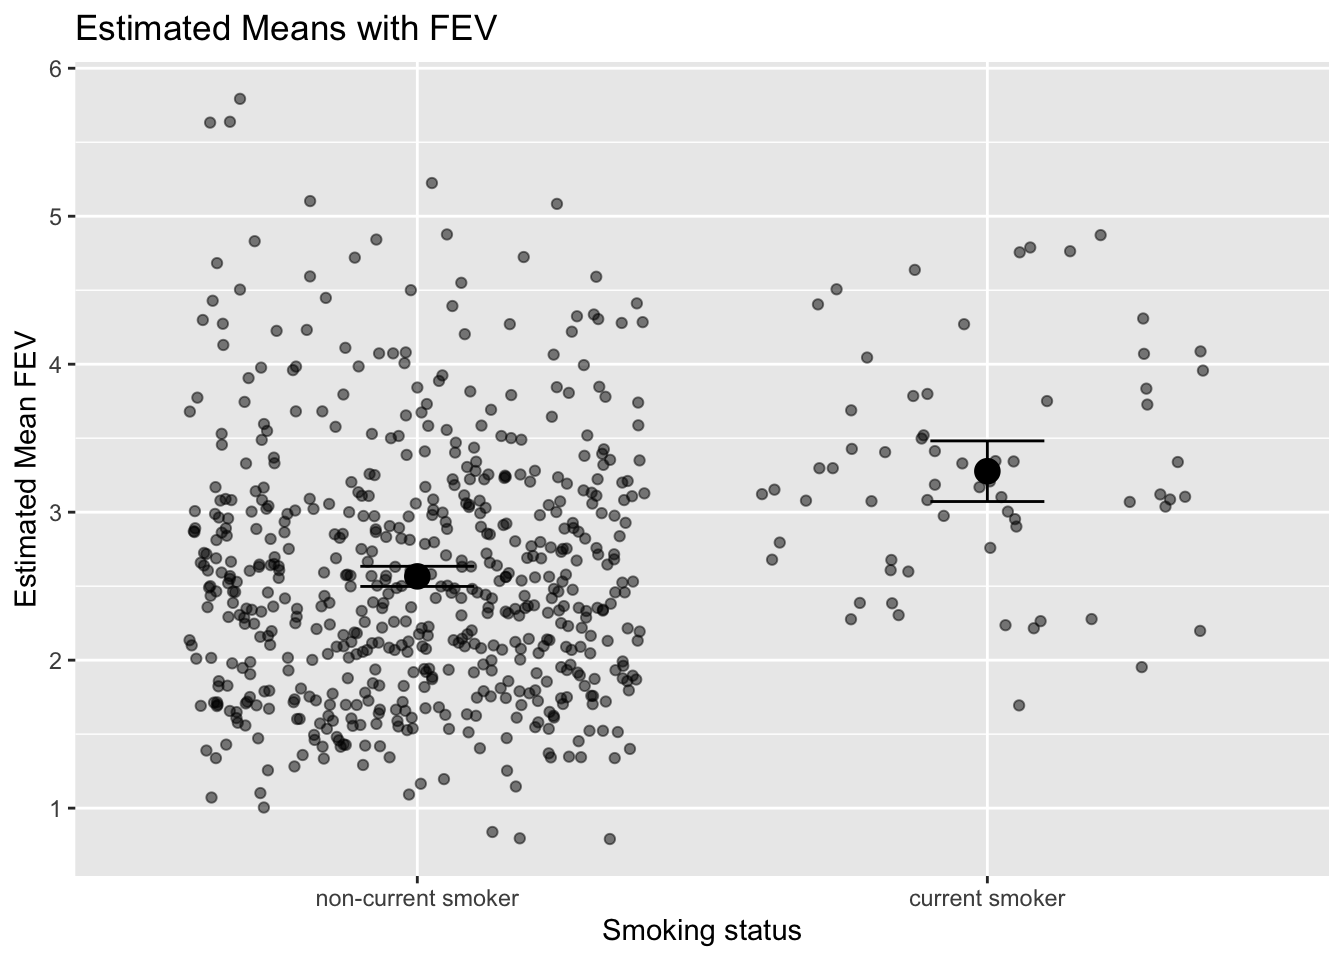 Estimated Means with FEV
6
5
4
3
2
1
Estimated Mean FEV
non-current smoker
current smoker
Smoking status